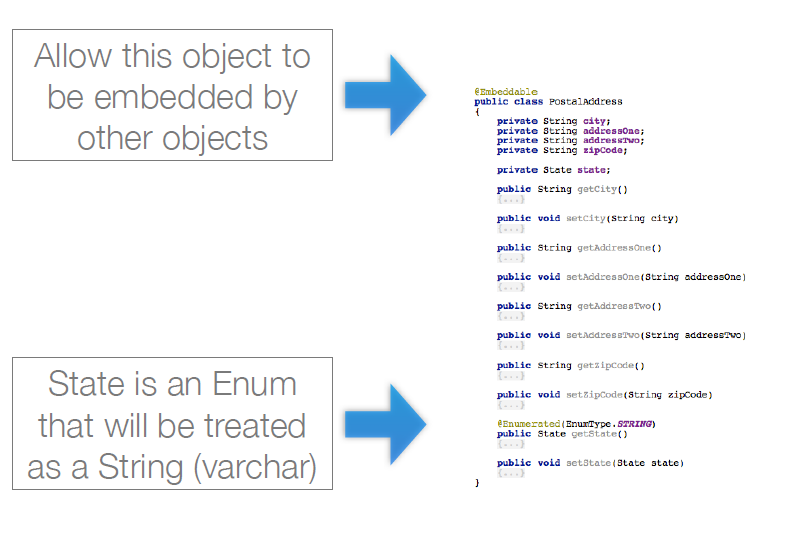 Allow this object to
be embedded by
other objects
@Embeddable
public class PostalAddress
{
private String city;
private String addressOne;
private String addressTwo;
private String zipCode;
private State state;
public String getCity()
{...}
public void setCity(String city)
{...}
public String getAddressOne()
{...}
public void setAddressOne(String addressOne)
{...}
public String getAddressTwo()
{...}
public void setAddressTwo(String addressTwo)
{...}
public String getZipCode()
{...}
public void setZipCode(String zipCode)
{...}
@Enumerated(EnumType.STRING)
public State getState()
{...}
public void setState(State state)
{...}
}
State is an Enum
that will be treated
as a String (varchar)